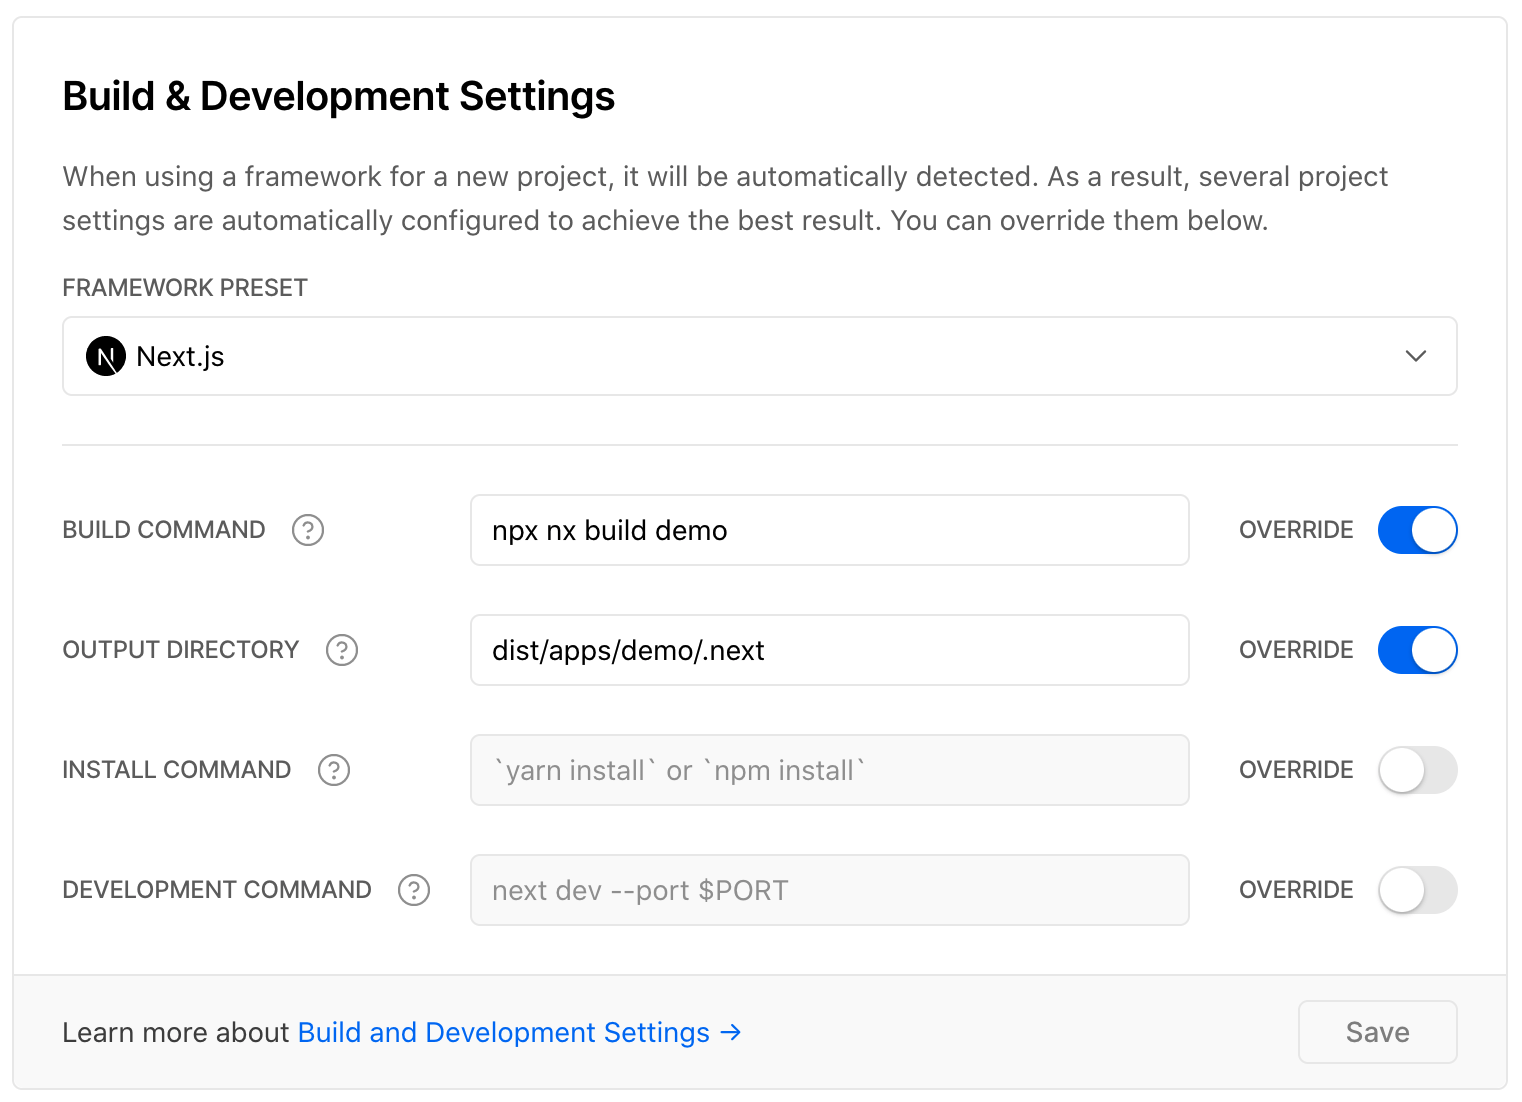 Build & Development Settings
When using a framework for a new project, it will be automatically detected. As a result, several project
settings are automatically configured to achieve the best result. You can override them below.
FRAMEWORK PRESET
N Next.js
BUILD COMMAND ? npx nx build demo OVERRIDE
OUTPUT DIRECTORY ? dist/apps/demo/.next OVERRIDE
INSTALL COMMAND ? `yarn install` or `npm install` OVERRIDE
DEVELOPMENT COMMAND ? next dev --port $PORT OVERRIDE
Learn more about Build and Development Settings → Save